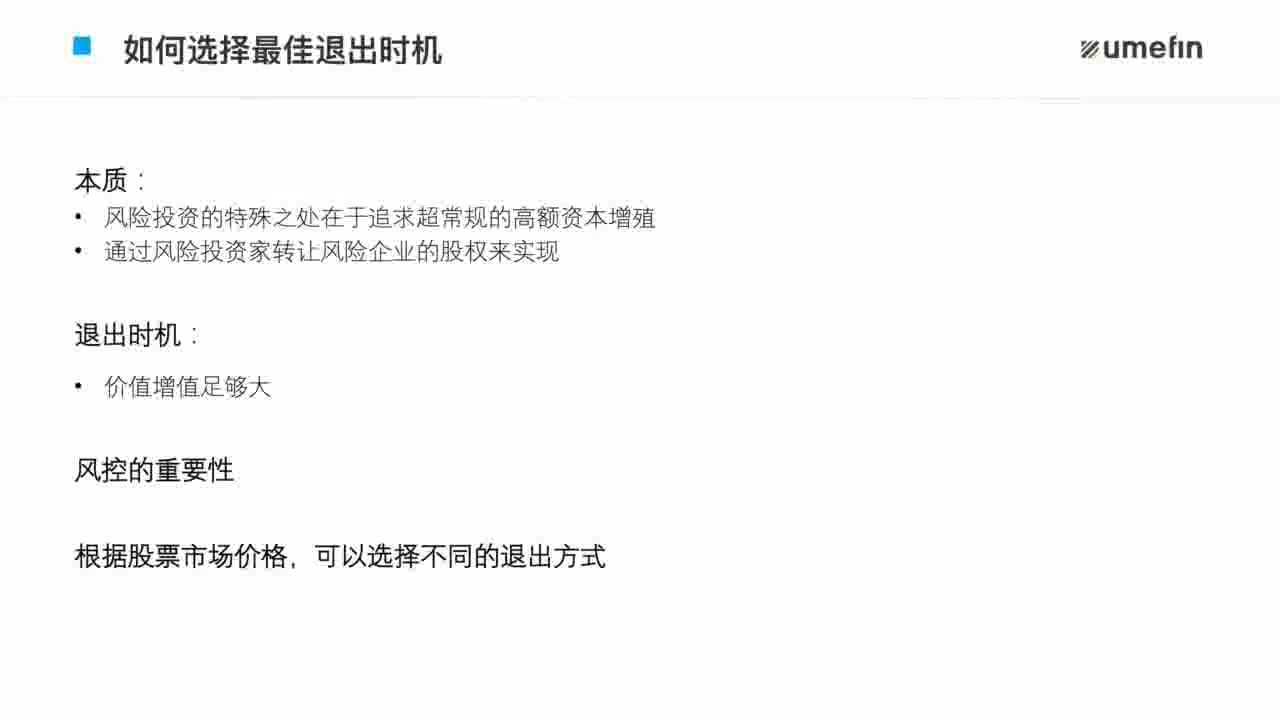 如何选择最佳退出时机
umefin
本质：
• 风险投资的特殊之处在于追求超常规的高额资本增殖
• 通过风险投资家转让风险企业的股权来实现
退出时机：
• 价值增值足够大
风控的重要性
根据股票市场价格，可以选择不同的退出方式